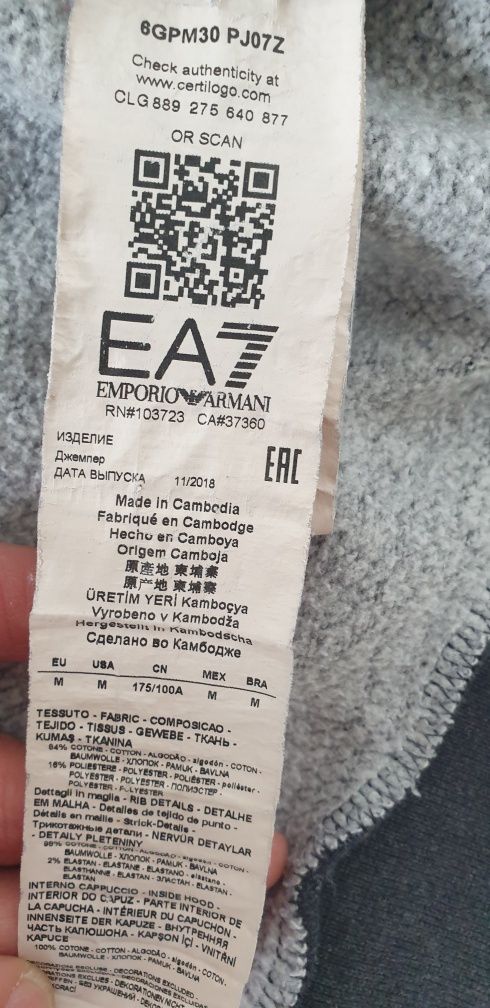 6GPM30 PJ07Z
Check authenticity at
www.certilogo.com
CLG 889 275 640 877
OR SCAN
EA7
EMPORIO ARMANI
RN#103723 CA#37360
ИЗДЕЛИЕ
Джемпер
ДАТА ВЫПУСКА 11/2018
EAC
Made in Cambodia
Fabriqué en Cambodge
Hecho en Camboya
Origem Camboja
原產地 柬埔寨
原产地 柬埔寨
ÜRETİM YERİ Kamboçya
Vyrobeno v Kambodža
Hergestellt in Kambodscha
Сделано во Камбодже
EU USA CN MEX BRA
M M 175/100A M M
TESSUTO - FABRIC - COMPOSICAO -
TEJIDO - TISSUS - GEWEBE - ТКАНЬ -
KUMAŞ - TKANINA
84% COTONE - COTTON - ALGODÃO - algodón - COTON -
BAUMWOLLE - ХЛОПОК - PAMUK - BAVLNA
16% POLIESTERE - POLYESTER - POLIÉSTER - poliéster -
POLYESTER - POLYESTER - ПОЛИЭСТЕР -
POLYESTER
Dettagli in maglia - RIB DETAILS - DETALHE
EM MALHA - Detalles de tejido de punto -
Détails en maille - Strick-Details -
Трикотажные детали - NERVÜR DETAYLAR
- DETAILY PLETENINY
98% COTONE - COTTON - ALGODÃO - algodón - COTON -
BAUMWOLLE - ХЛОПОК - PAMUK - BAVLNA
2% ELASTAN - ELASTANE - ELASTANO - elastano -
ELASTHANNE - ELASTAN - ЭЛАСТАН - ELASTAN -
ELASTAN
INTERNO CAPPUCCIO - INSIDE HOOD -
INTERIOR DO CAPUZ - PARTE INTERIOR DE
LA CAPUCHA - INTÉRIEUR DU CAPUCHON -
INNENSEITE DER KAPUZE - ВНУТРЕННЯЯ
ЧАСТЬ КАПЮШОНА - KAPŞON İÇİ - VNITŘNÍ
KAPUCE
100% COTONE - COTTON - ALGODÃO - algodón - COTON -
BAUMWOLLE - ХЛОПОК - PAMUK - BAVLNA
DECORATIONS EXCLUDED